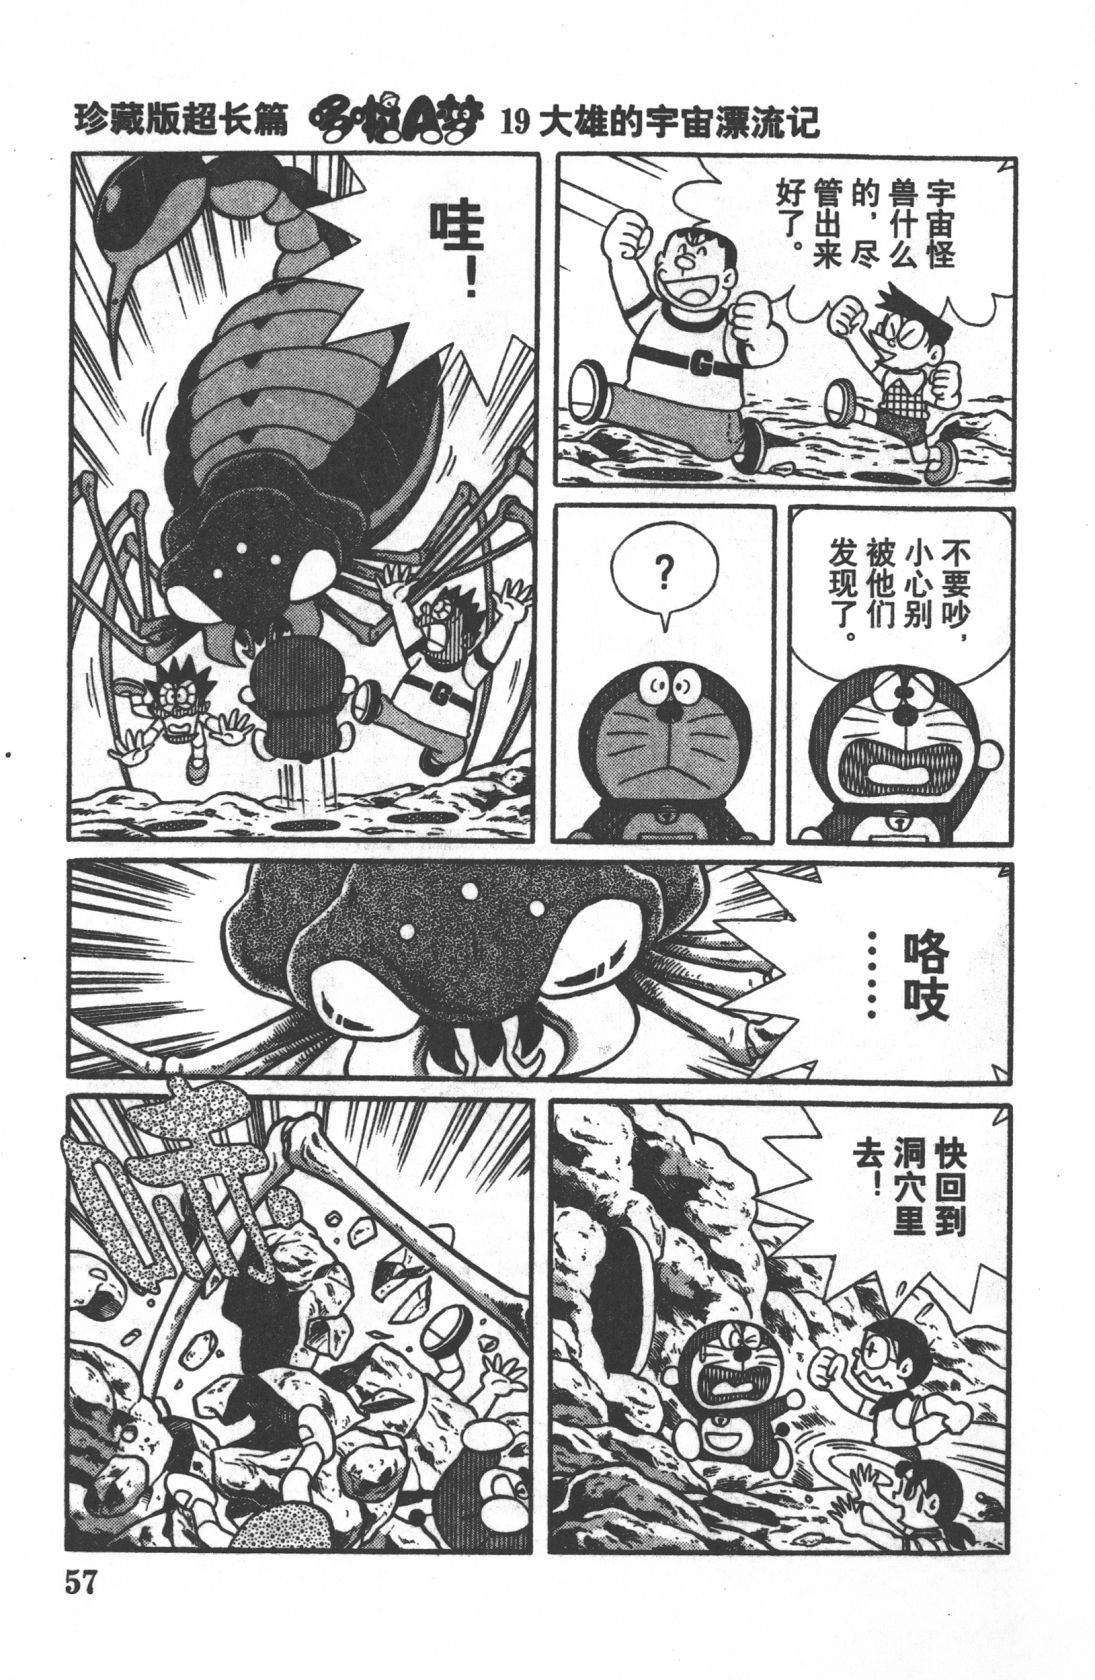 珍藏版超长篇 哆啦A梦 19 大雄的宇宙漂流记
宇宙怪
兽什么
的，尽
管出来
好了。
不要吵，
小心别
被他们
发现了。
？
哇！
G
G
咯吱
……
快回到
洞穴里
去！
57